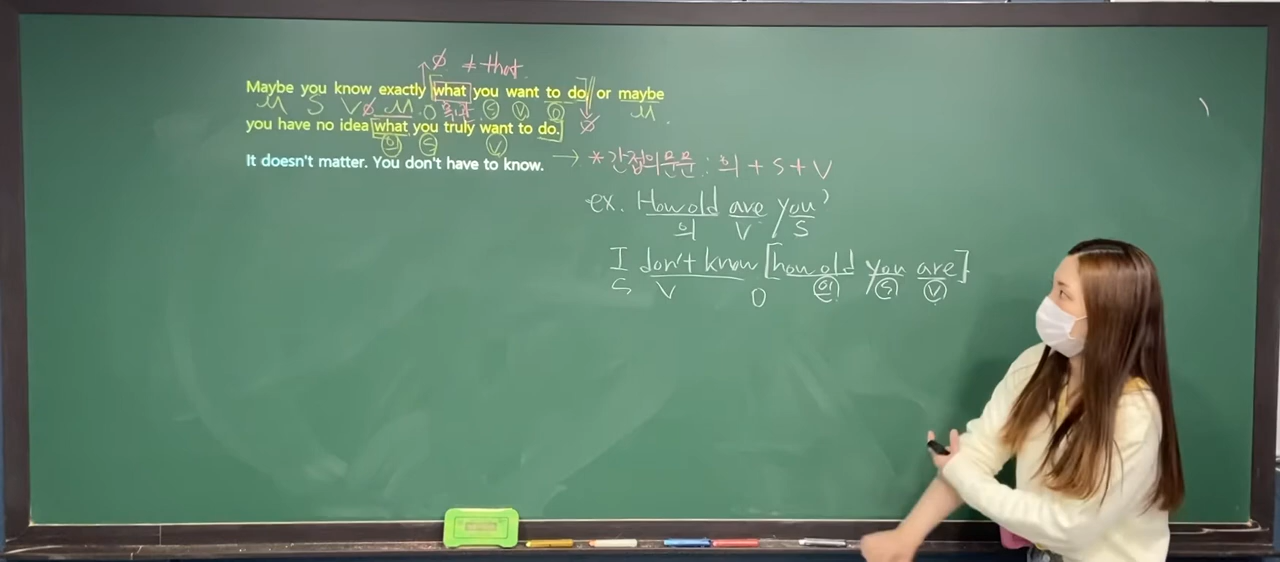 ∅ ≠ that
Maybe you know exactly [what you want to do,] or maybe
M S V ∅ M O S V O M
you have no idea [what you truly want to do.] ∅
의 S V
It doesn't matter. You don't have to know. → *간접의문문 : 의 + S + V
ex. How old are you?
의 V S
I don't know [how old you are]
S V O 의 S V